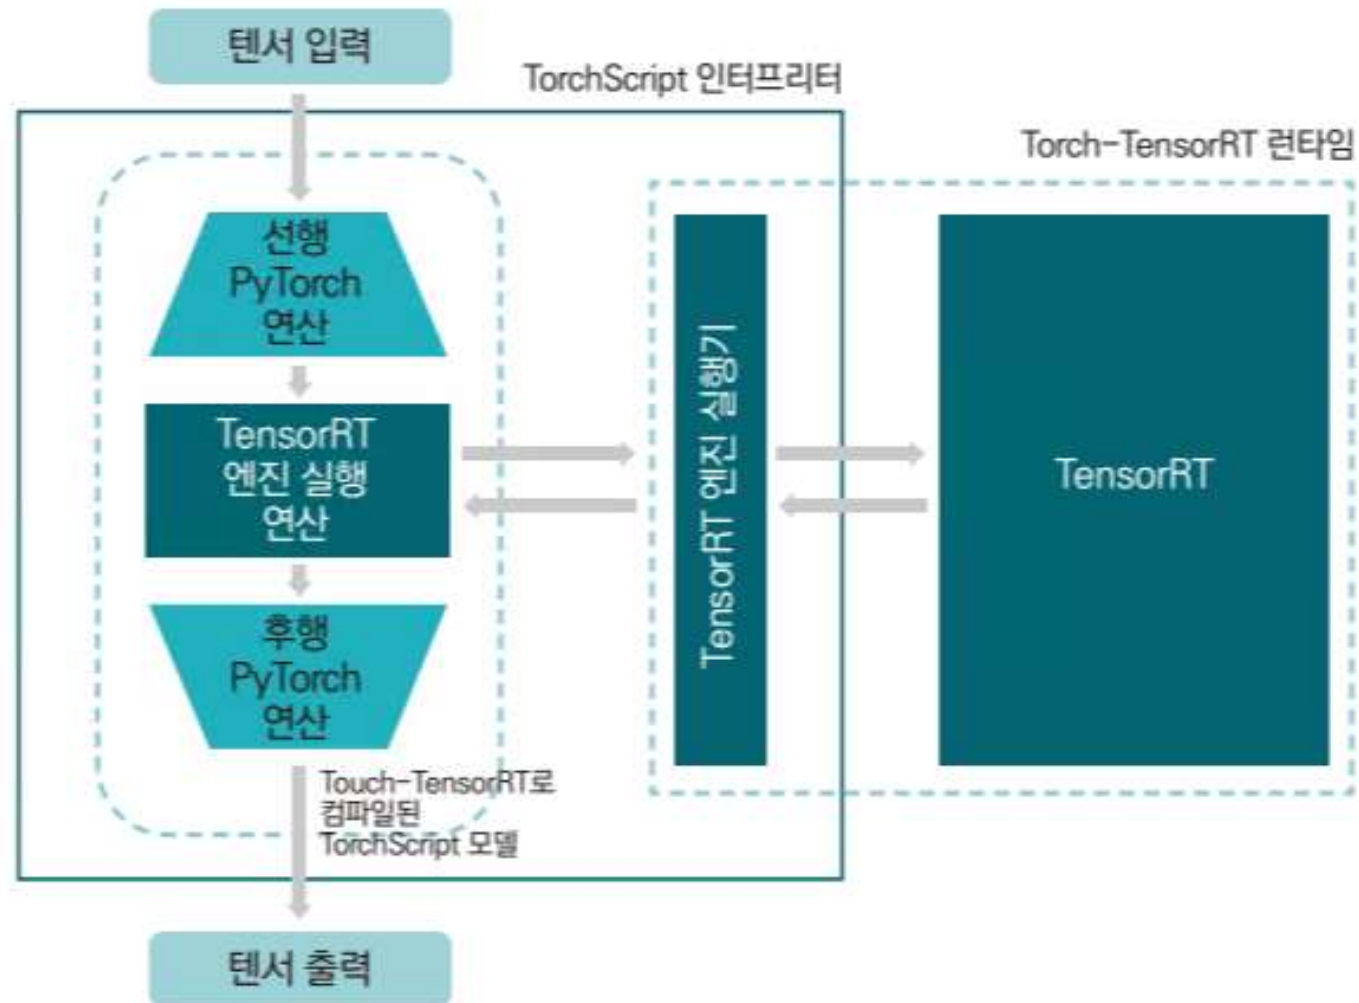 텐서 입력
TorchScript 인터프리터
Torch-TensorRT 런타임
선행
PyTorch
연산
TensorRT
엔진 실행
연산
후행
PyTorch
연산
TensorRT 엔진 실행기
TensorRT
Touch-TensorRT로
컴파일된
TorchScript 모델
텐서 출력